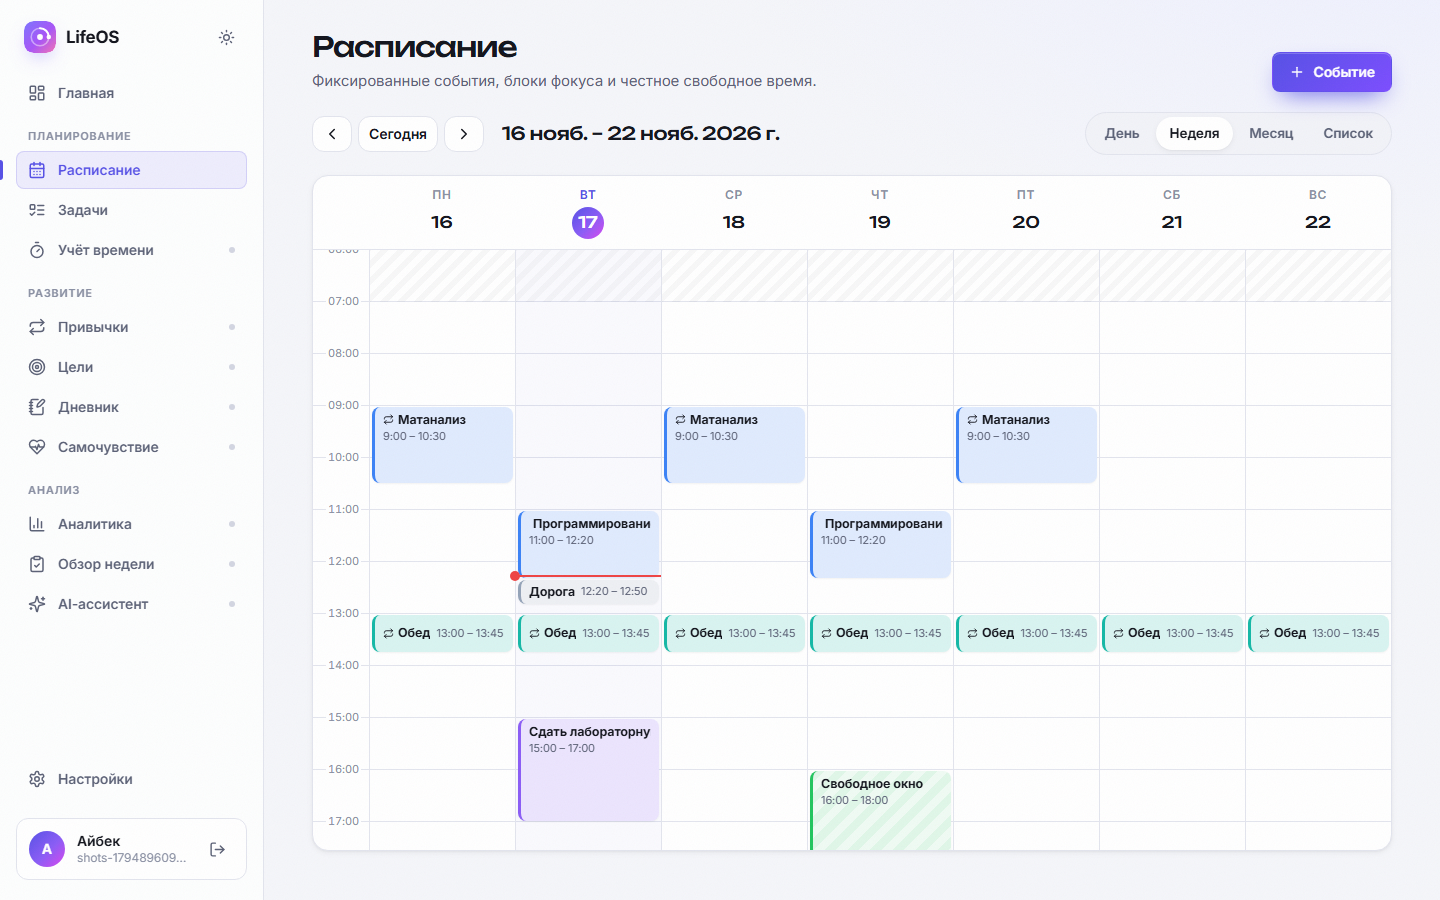 LifeOS
Главная
ПЛАНИРОВАНИЕ
Расписание
Задачи
Учёт времени
РАЗВИТИЕ
Привычки
Цели
Дневник
Самочувствие
АНАЛИЗ
Аналитика
Обзор недели
AI-ассистент
Настройки
А
Айбек
shots-179489609...
Расписание
Фиксированные события, блоки фокуса и честное свободное время.
Событие
Сегодня
16 нояб. – 22 нояб. 2026 г.
День Неделя Месяц Список
ПН ВТ СР ЧТ ПТ СБ ВС
16 17 18 19 20 21 22
06:00
07:00
08:00
09:00
Матанализ Матанализ Матанализ
9:00 – 10:30 9:00 – 10:30 9:00 – 10:30
10:00
11:00
Программировани Программировани
11:00 – 12:20 11:00 – 12:20
12:00
Дорога 12:20 – 12:50
13:00
Обед 13:00 – 13:45 Обед 13:00 – 13:45 Обед 13:00 – 13:45 Обед 13:00 – 13:45 Обед 13:00 – 13:45 Обед 13:00 – 13:45 Обед 13:00 – 13:45
14:00
15:00
Сдать лабораторну
15:00 – 17:00
16:00
Свободное окно
16:00 – 18:00
17:00